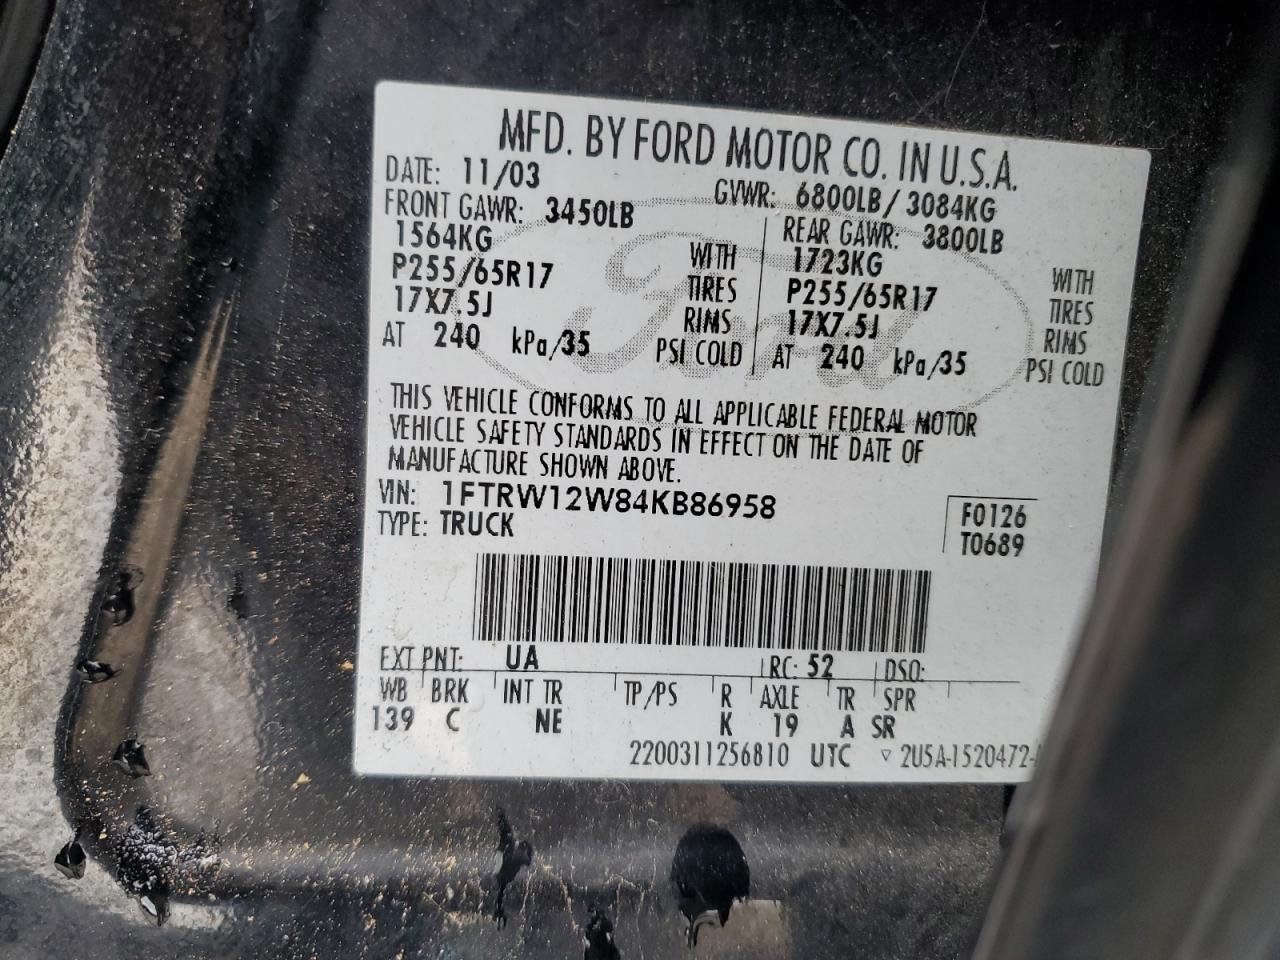 MFD. BY FORD MOTOR CO. IN U.S.A.
DATE: 11/03 GVWR: 6800LB/ 3084KG
FRONT GAWR: 3450LB REAR GAWR: 3800LB
1564KG WITH 1723KG WITH
P255/65R17 TIRES P255/65R17 TIRES
17X7.5J RIMS 17X7.5J RIMS
AT 240 kPa/35 PSI COLD AT 240 kPa/35 PSI COLD
Ford
THIS VEHICLE CONFORMS TO ALL APPLICABLE FEDERAL MOTOR
VEHICLE SAFETY STANDARDS IN EFFECT ON THE DATE OF
MANUFACTURE SHOWN ABOVE.
VIN: 1FTRW12W84KB86958
TYPE: TRUCK
F0126
T0689
EXT PNT: UA RC: 52 DSO:
WB BRK INT TR TP/PS R AXLE TR SPR
139 C NE K 19 A SR
2200311256810 UTC ▽ 2U5A-1520472-